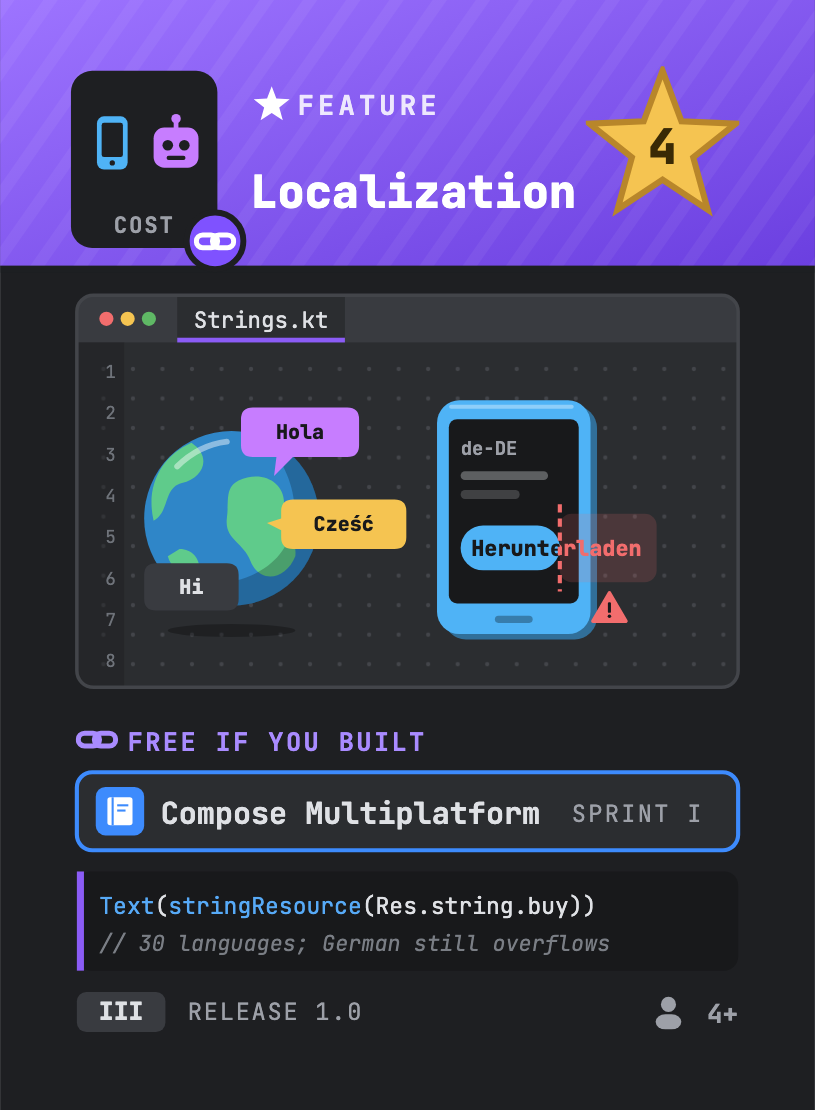 FEATURE
4
Localization
COST
Strings.kt
1
2
3
4
5
6
7
8
Hola
Cześć
Hi
de-DE
Herunterladen
!
FREE IF YOU BUILT
Compose Multiplatform SPRINT I
Text(stringResource(Res.string.buy))
// 30 languages; German still overflows
III RELEASE 1.0 4+